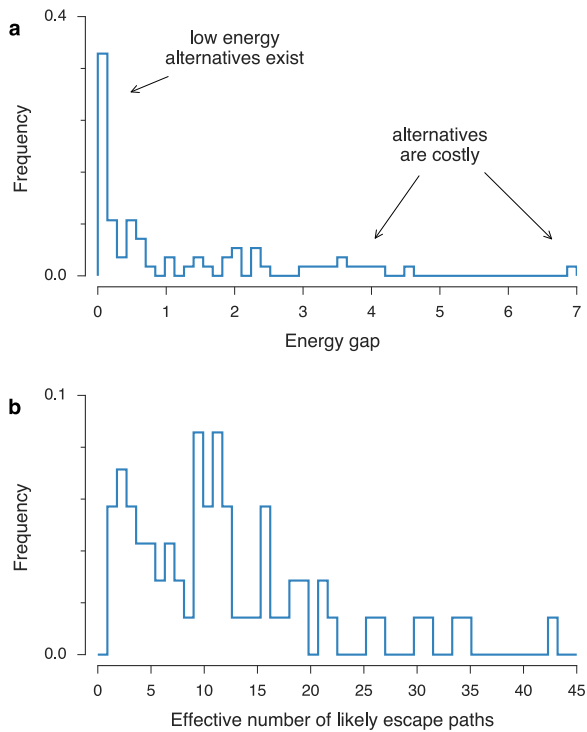 a
0.4
low energy
alternatives exist
alternatives
are costly
Frequency
0.0
0 1 2 3 4 5 6 7
Energy gap
b
0.1
Frequency
0.0
0 5 10 15 20 25 30 35 40 45
Effective number of likely escape paths